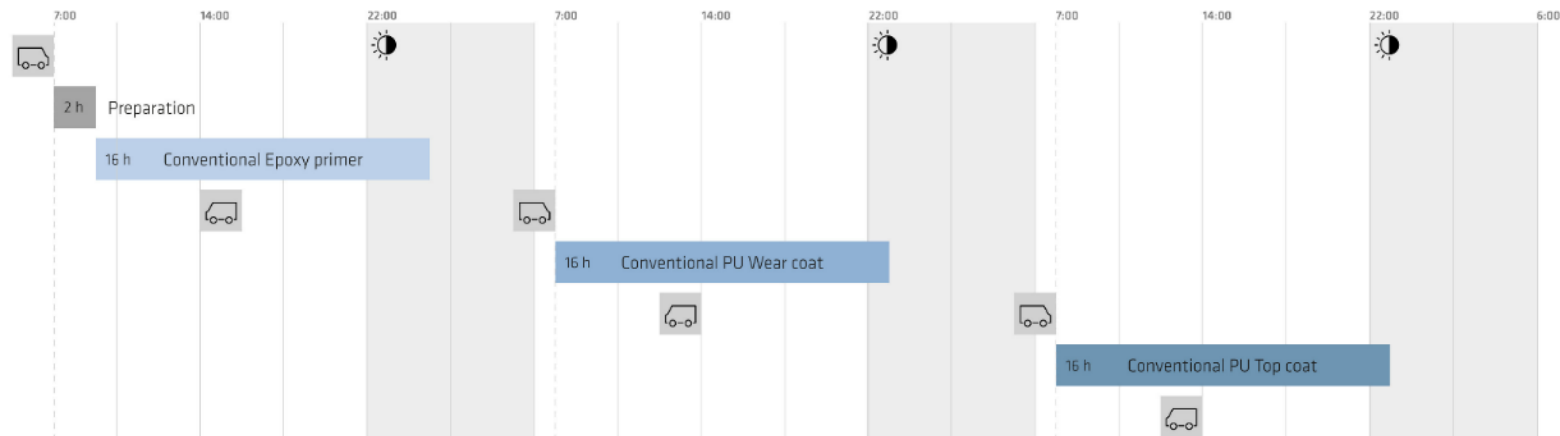 7:00 14:00 22:00 7:00 14:00 22:00 7:00 14:00 22:00 6:00
2 h Preparation
16 h Conventional Epoxy primer
16 h Conventional PU Wear coat
16 h Conventional PU Top coat